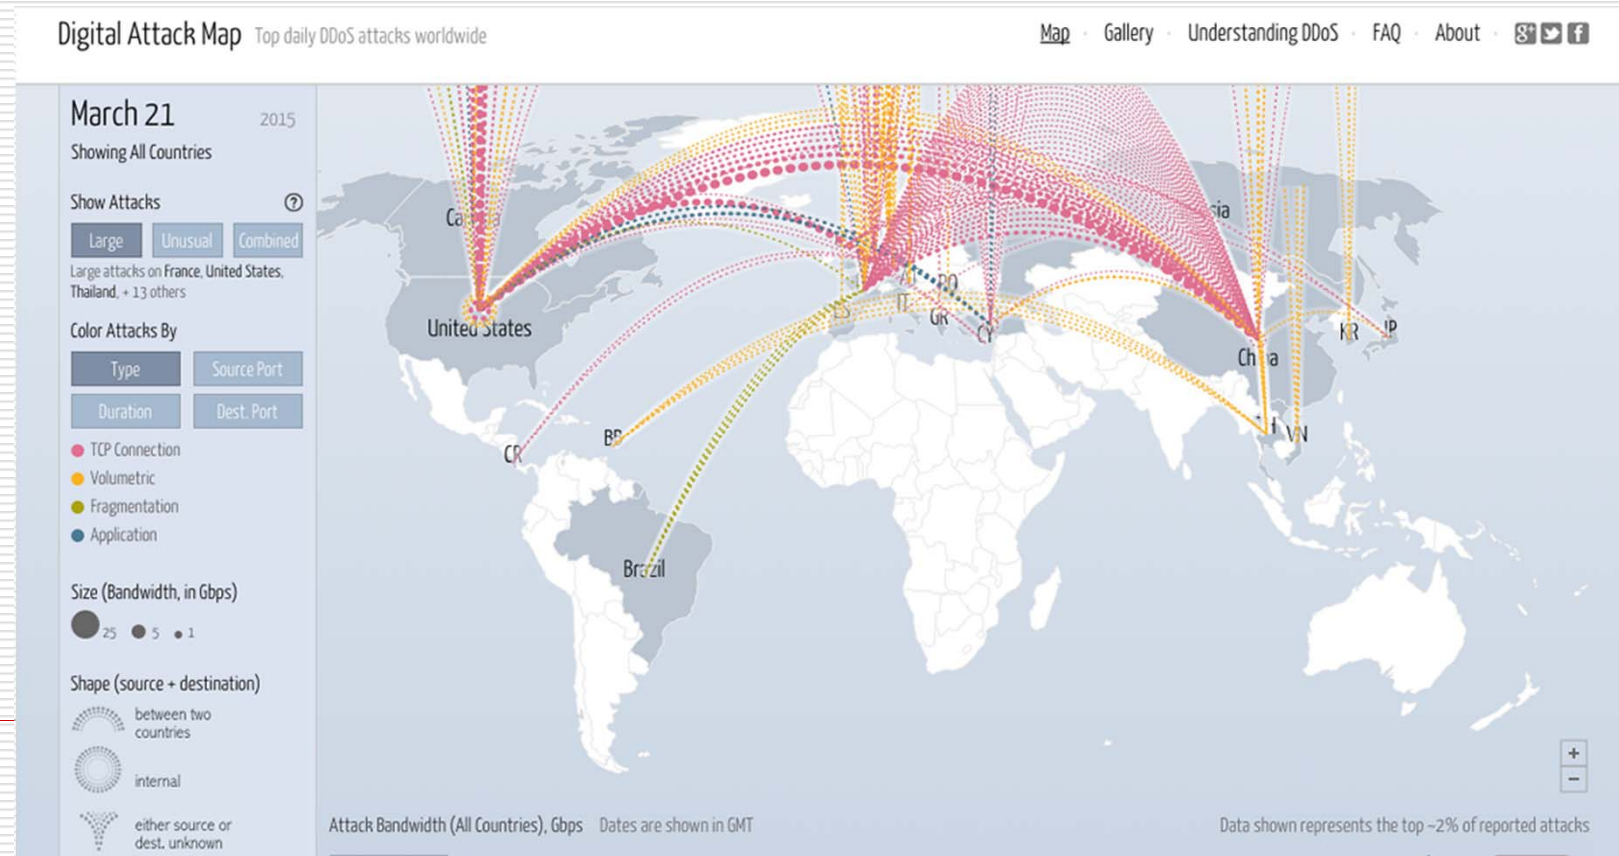 Digital Attack Map Top daily DDoS attacks worldwide
Map · Gallery · Understanding DDoS · FAQ · About · g+ f
March 21 2015
Showing All Countries
Show Attacks ?
Large Unusual Combined
Large attacks on France, United States,
Thailand, + 13 others
Color Attacks By
Type Source Port
Duration Dest. Port
TCP Connection
Volumetric
Fragmentation
Application
Size (Bandwidth, in Gbps)
25 5 1
Shape (source + destination)
between two
countries
internal
either source or
dest. unknown
United States
CR
BB
Brazil
ES
IT
RO
GR
CY
China
KR
JP
VN
+
−
Attack Bandwidth (All Countries), Gbps Dates are shown in GMT
Data shown represents the top ~2% of reported attacks